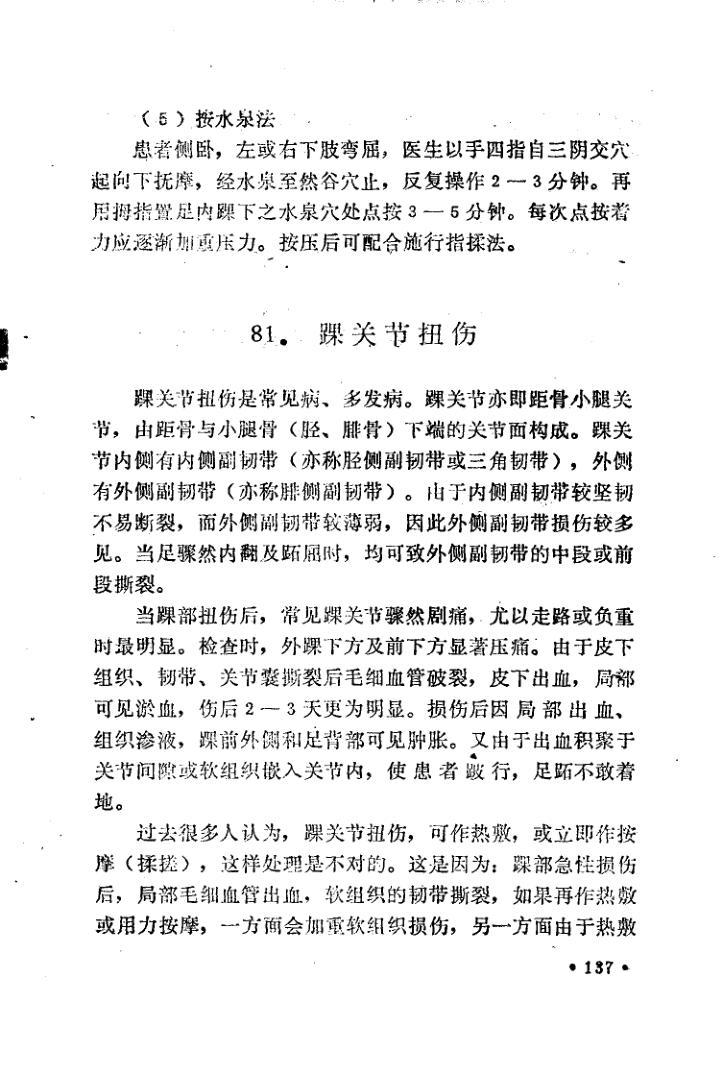 （5）按水泉法
患者侧卧，左或右下肢弯屈，医生以手四指自三阴交穴
起向下抚摩，经水泉至然谷穴止，反复操作2—3分钟。再
用拇指置足内踝下之水泉穴处点按3—5分钟。每次点按着
力应逐渐加重压力。按压后可配合施行指揉法。
81．踝关节扭伤
踝关节扭伤是常见病、多发病。踝关节亦即距骨小腿关
节，由距骨与小腿骨（胫、腓骨）下端的关节面构成。踝关
节内侧有内侧副韧带（亦称胫侧副韧带或三角韧带），外侧
有外侧副韧带（亦称腓侧副韧带）。由于内侧副韧带较坚韧
不易断裂，而外侧副韧带较薄弱，因此外侧副韧带损伤较多
见。当足骤然内翻及跖屈时，均可致外侧副韧带的中段或前
段撕裂。
当踝部扭伤后，常见踝关节骤然剧痛，尤以走路或负重
时最明显。检查时，外踝下方及前下方显著压痛。由于皮下
组织、韧带、关节囊撕裂后毛细血管破裂，皮下出血，局部
可见淤血，伤后2—3天更为明显。损伤后因局部出血、
组织渗液，踝前外侧和足背部可见肿胀。又由于出血积聚于
关节间隙或软组织嵌入关节内，使患者跛行，足跖不敢着
地。
过去很多人认为，踝关节扭伤，可作热敷，或立即作按
摩（揉搓），这样处理是不对的。这是因为：踝部急性损伤
后，局部毛细血管出血，软组织的韧带撕裂，如果再作热敷
或用力按摩，一方面会加重软组织损伤，另一方面由于热敷
•137•